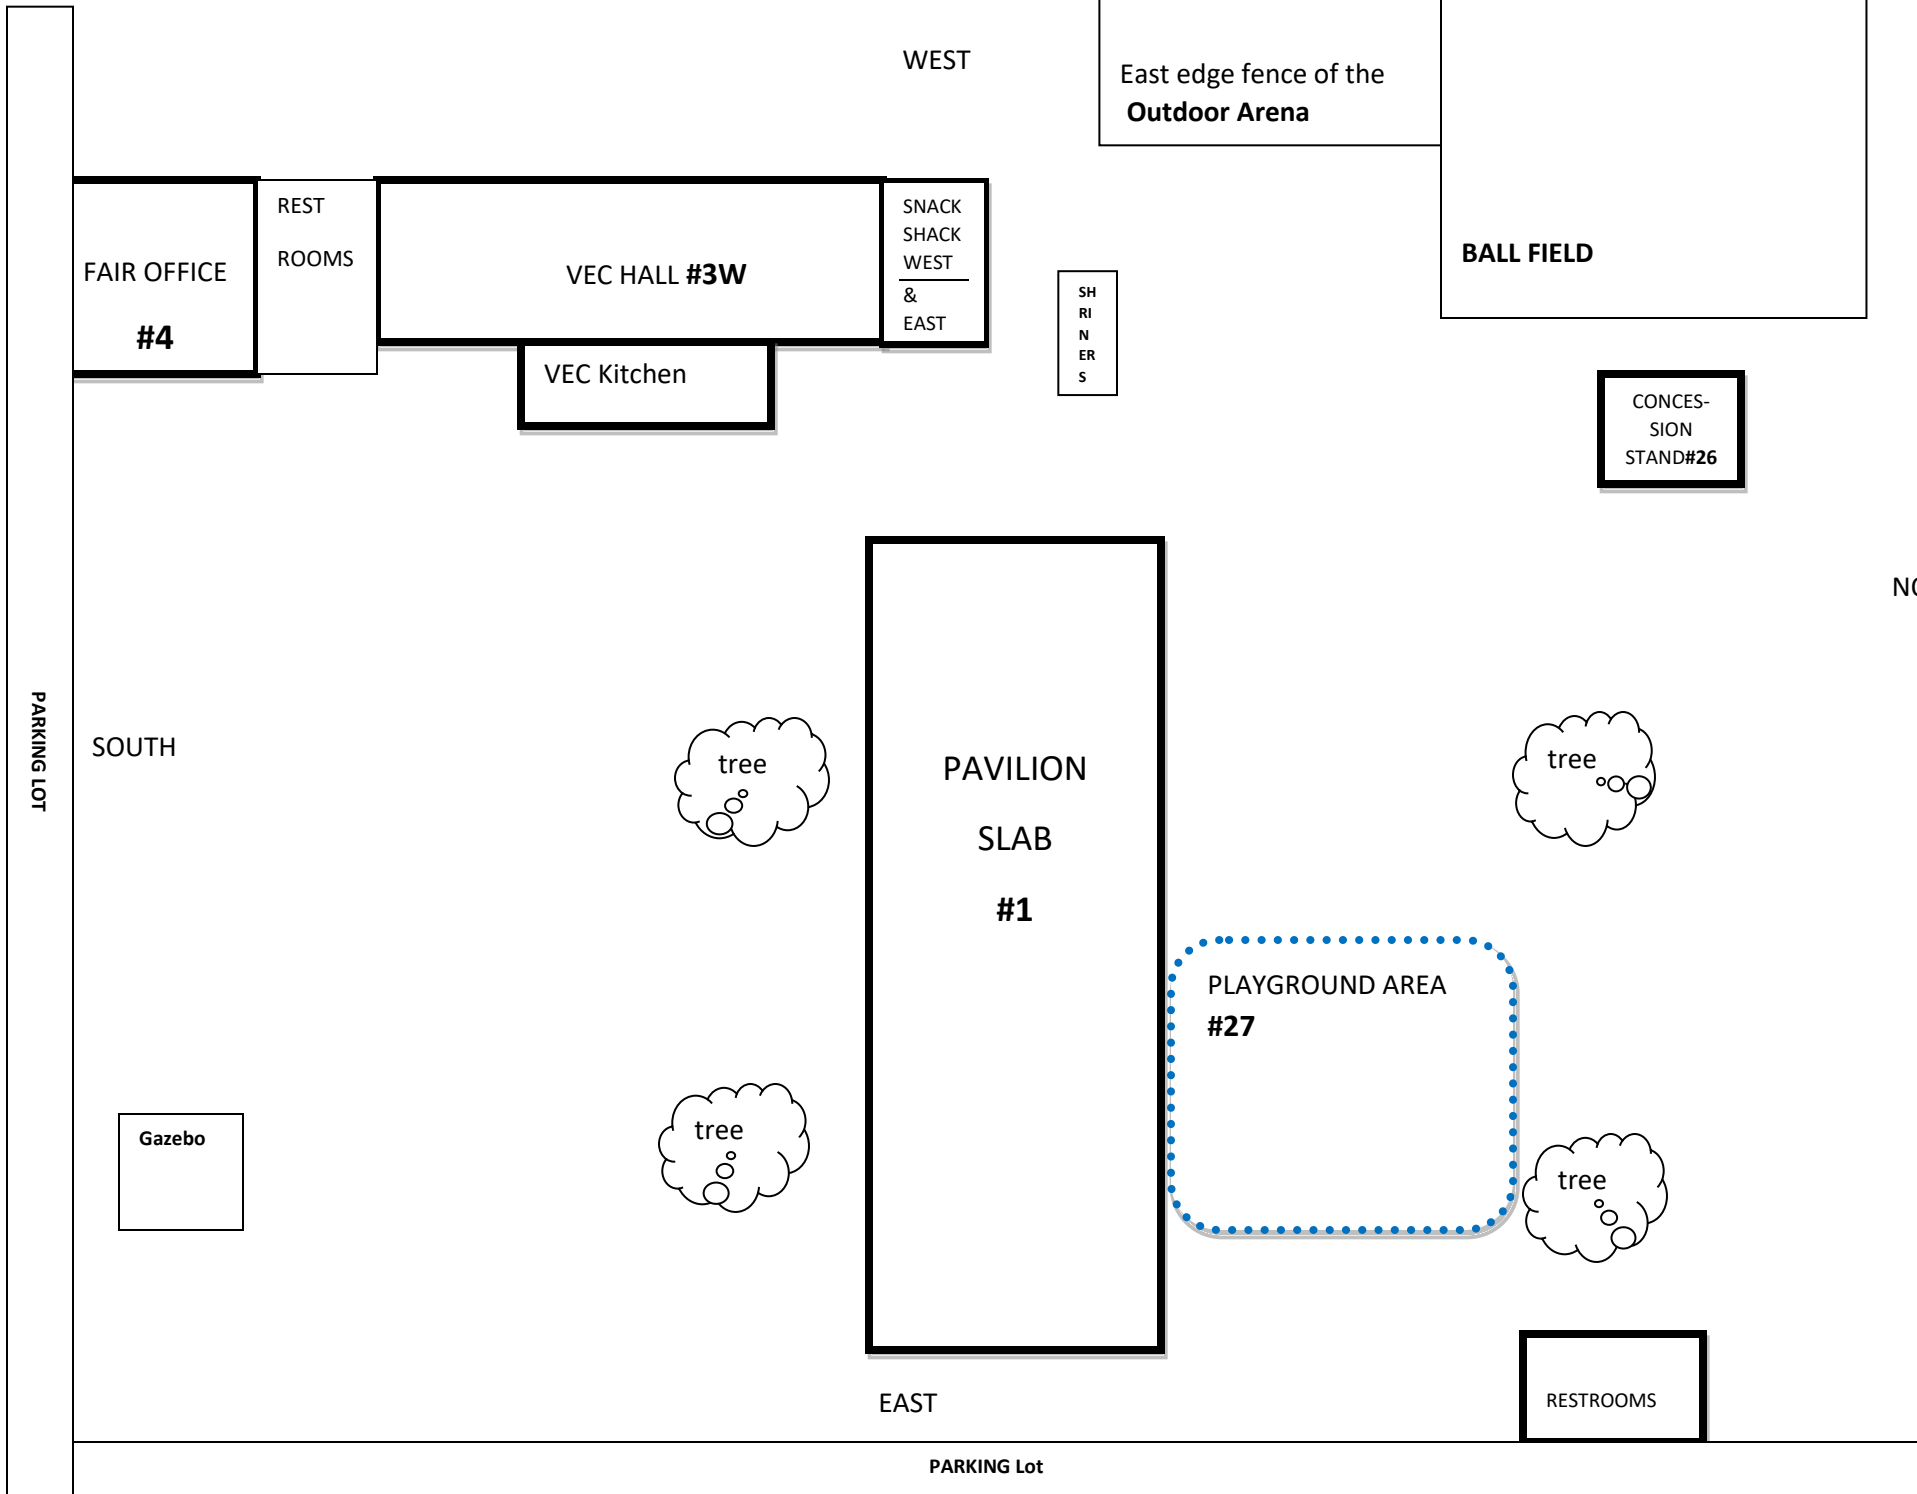 WEST
East edge fence of the
Outdoor Arena
REST
ROOMS
FAIR OFFICE
#4
VEC HALL #3W
SNACK
SHACK
WEST
&
EAST
BALL FIELD
SH
RI
N
ER
S
VEC Kitchen
CONCES-
SION
STAND#26
NO
PARKING LOT
SOUTH
tree
PAVILION
SLAB
#1
tree
PLAYGROUND AREA
#27
Gazebo
tree
tree
EAST
RESTROOMS
PARKING Lot